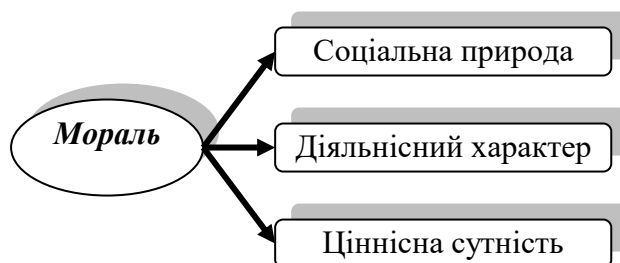 Соціальна природа
Мораль
Діяльнісний характер
Ціннісна сутність